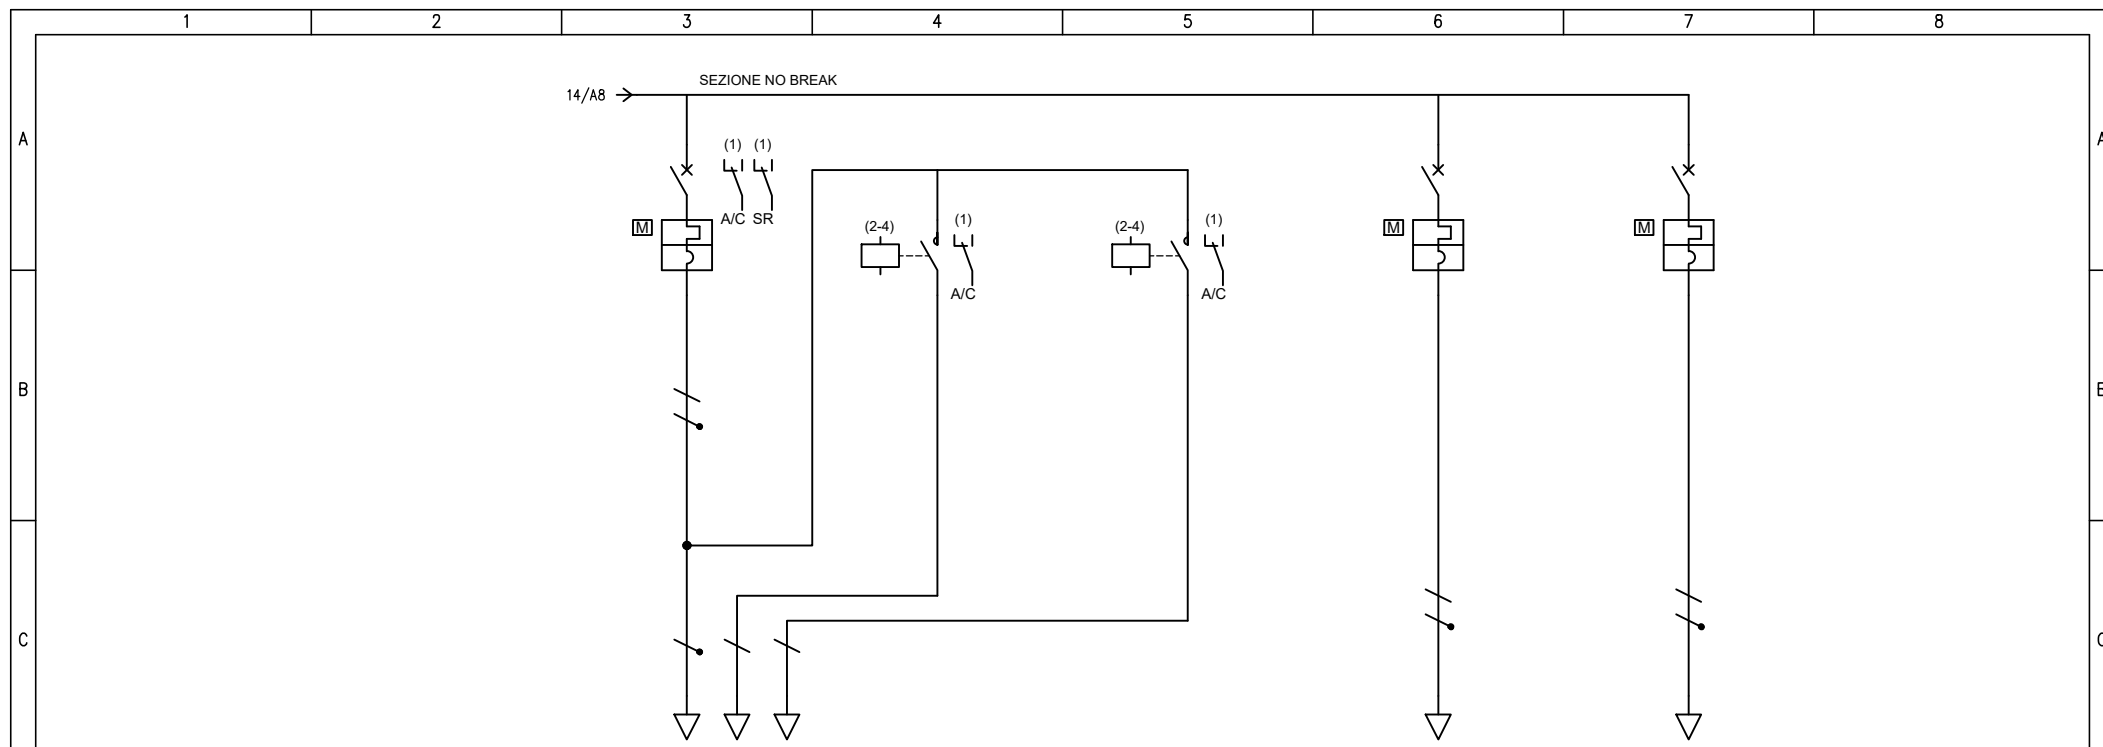 1 2 3 4 5 6 7 8
SEZIONE NO BREAK
14/A8
A A
(1) (1)
A/C SR
(2-4) (1) (2-4) (1)
M M M
A/C A/C
B
C